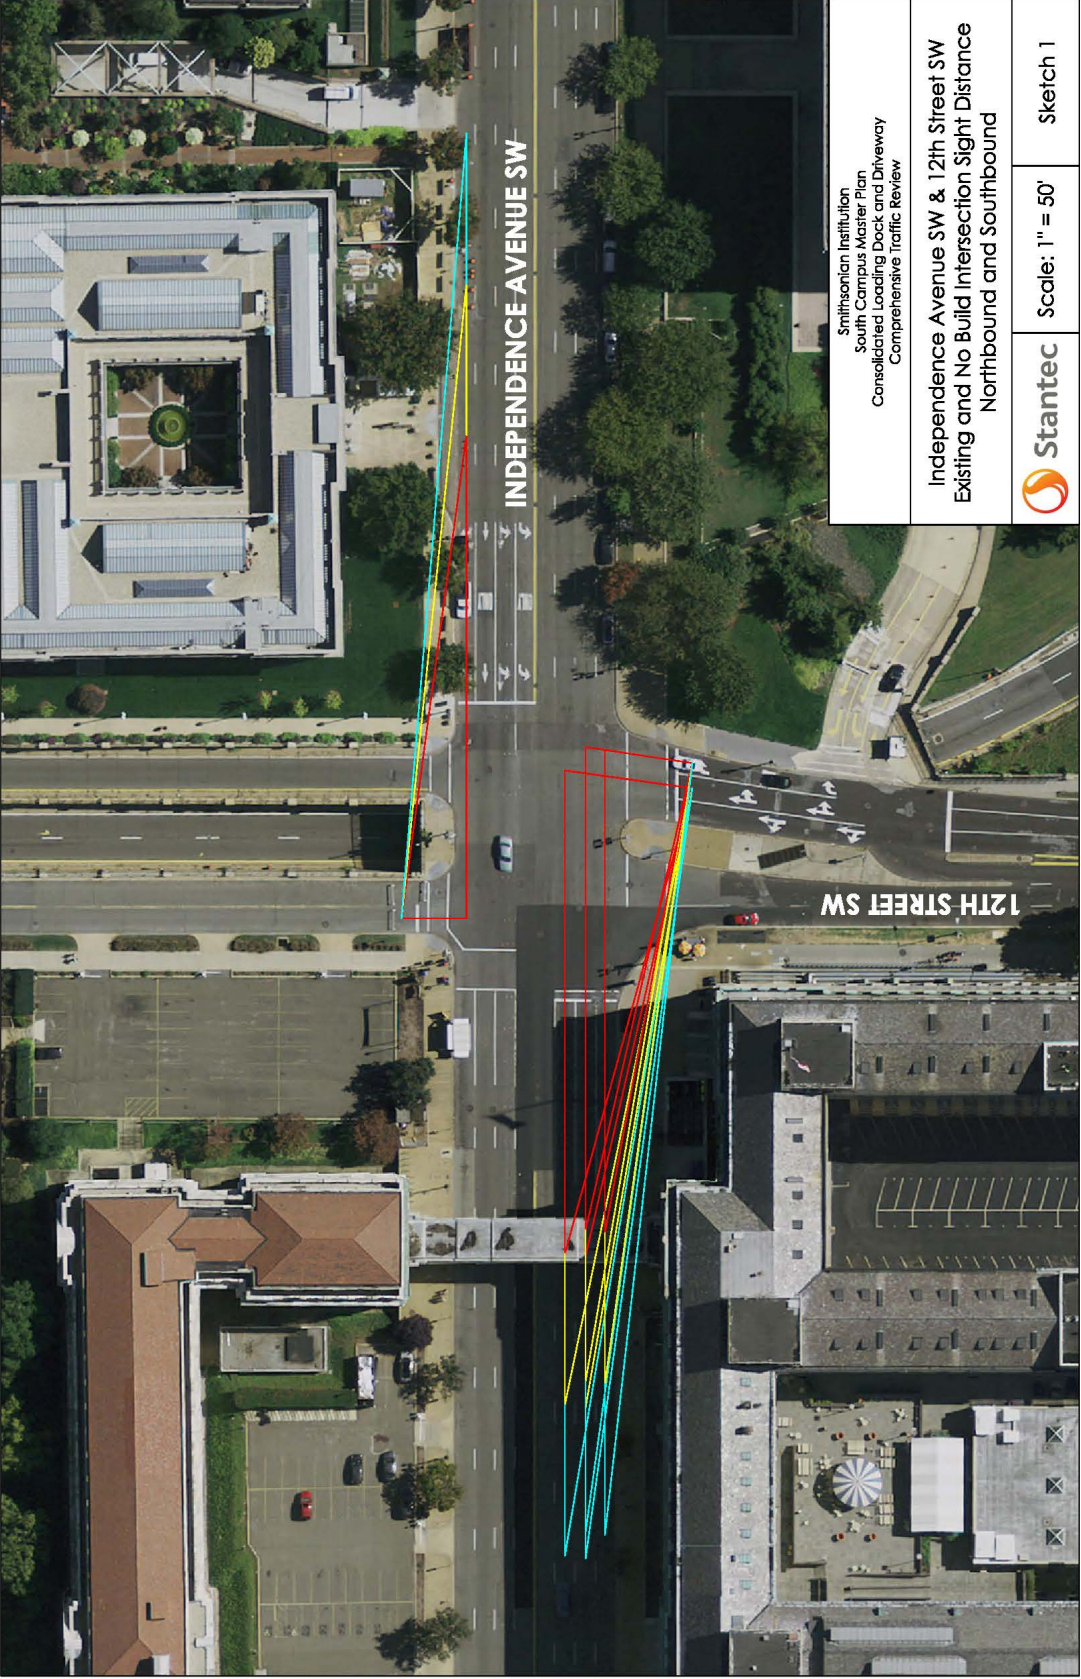 INDEPENDENCE AVENUE SW
12TH STREET SW
Smithsonian Institution
South Campus Master Plan
Consolidated Loading Dock and Driveway
Comprehensive Traffic Review
Independence Avenue SW & 12th Street SW
Existing and No Build Intersection Sight Distance
Northbound and Southbound
Stantec
Scale: 1" = 50'
Sketch 1